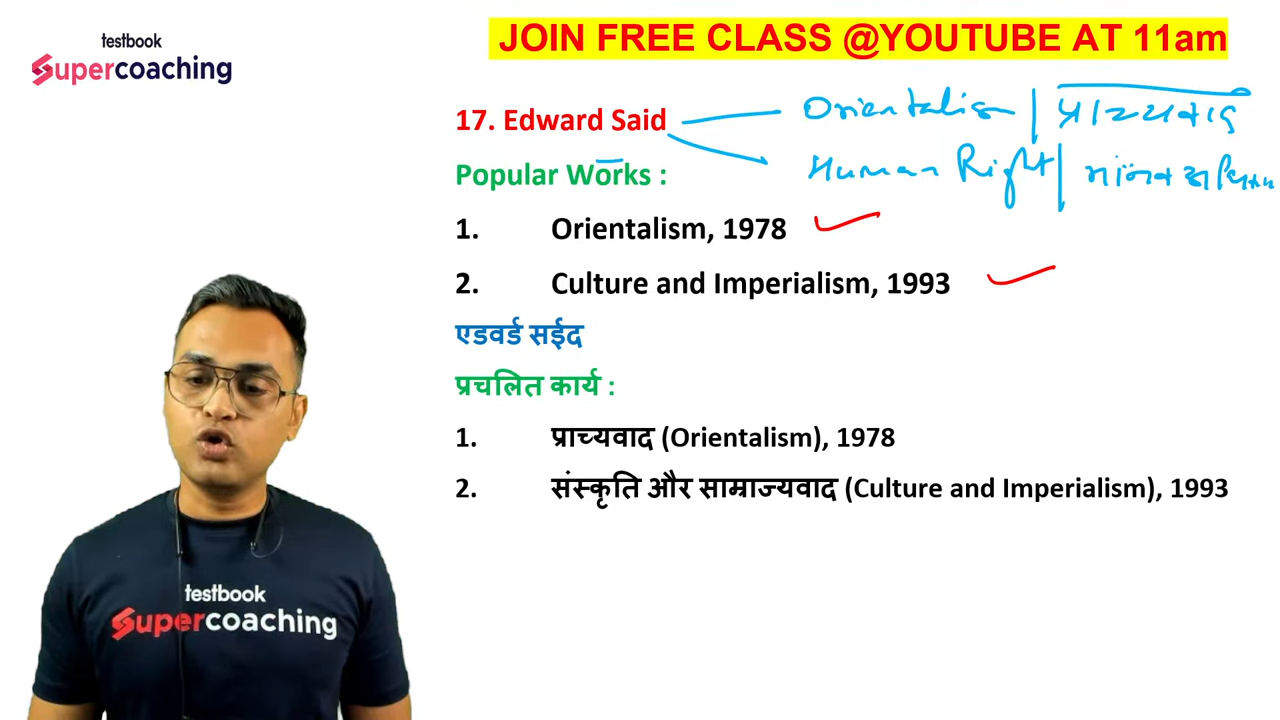 JOIN FREE CLASS @YOUTUBE AT 11am
testbook
Supercoaching
17. Edward Said
Orientalism | प्राच्यवाद
Human Right |
Popular Works :
1. Orientalism, 1978
2. Culture and Imperialism, 1993
एडवर्ड सईद
प्रचलित कार्य :
1. प्राच्यवाद (Orientalism), 1978
2. संस्कृति और साम्राज्यवाद (Culture and Imperialism), 1993
testbook
Supercoaching